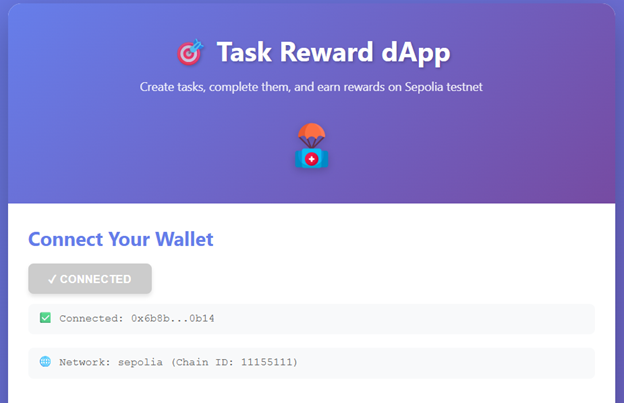 Task Reward dApp
Create tasks, complete them, and earn rewards on Sepolia testnet
Connect Your Wallet
✓ CONNECTED
Connected: 0x6b8b...0b14
Network: sepolia (Chain ID: 11155111)